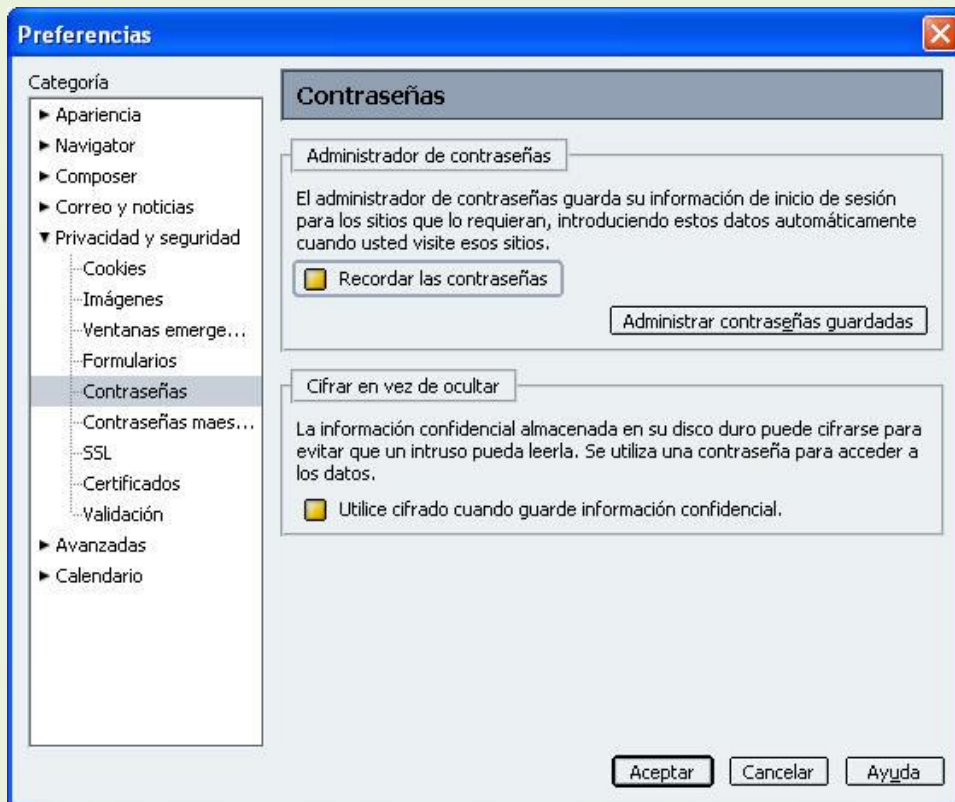 Preferencias
Categoría
Apariencia
Navigator
Composer
Correo y noticias
Privacidad y seguridad
Cookies
Imágenes
Ventanas emerge...
Formularios
Contraseñas
Contraseñas maes...
SSL
Certificados
Validación
Avanzadas
Calendario
Contraseñas
Administrador de contraseñas
El administrador de contraseñas guarda su información de inicio de sesión
para los sitios que lo requieran, introduciendo estos datos automáticamente
cuando usted visite esos sitios.
Recordar las contraseñas
Administrar contraseñas guardadas
Cifrar en vez de ocultar
La información confidencial almacenada en su disco duro puede cifrarse para
evitar que un intruso pueda leerla. Se utiliza una contraseña para acceder a
los datos.
Utilice cifrado cuando guarde información confidencial.
Aceptar
Cancelar
Ayuda